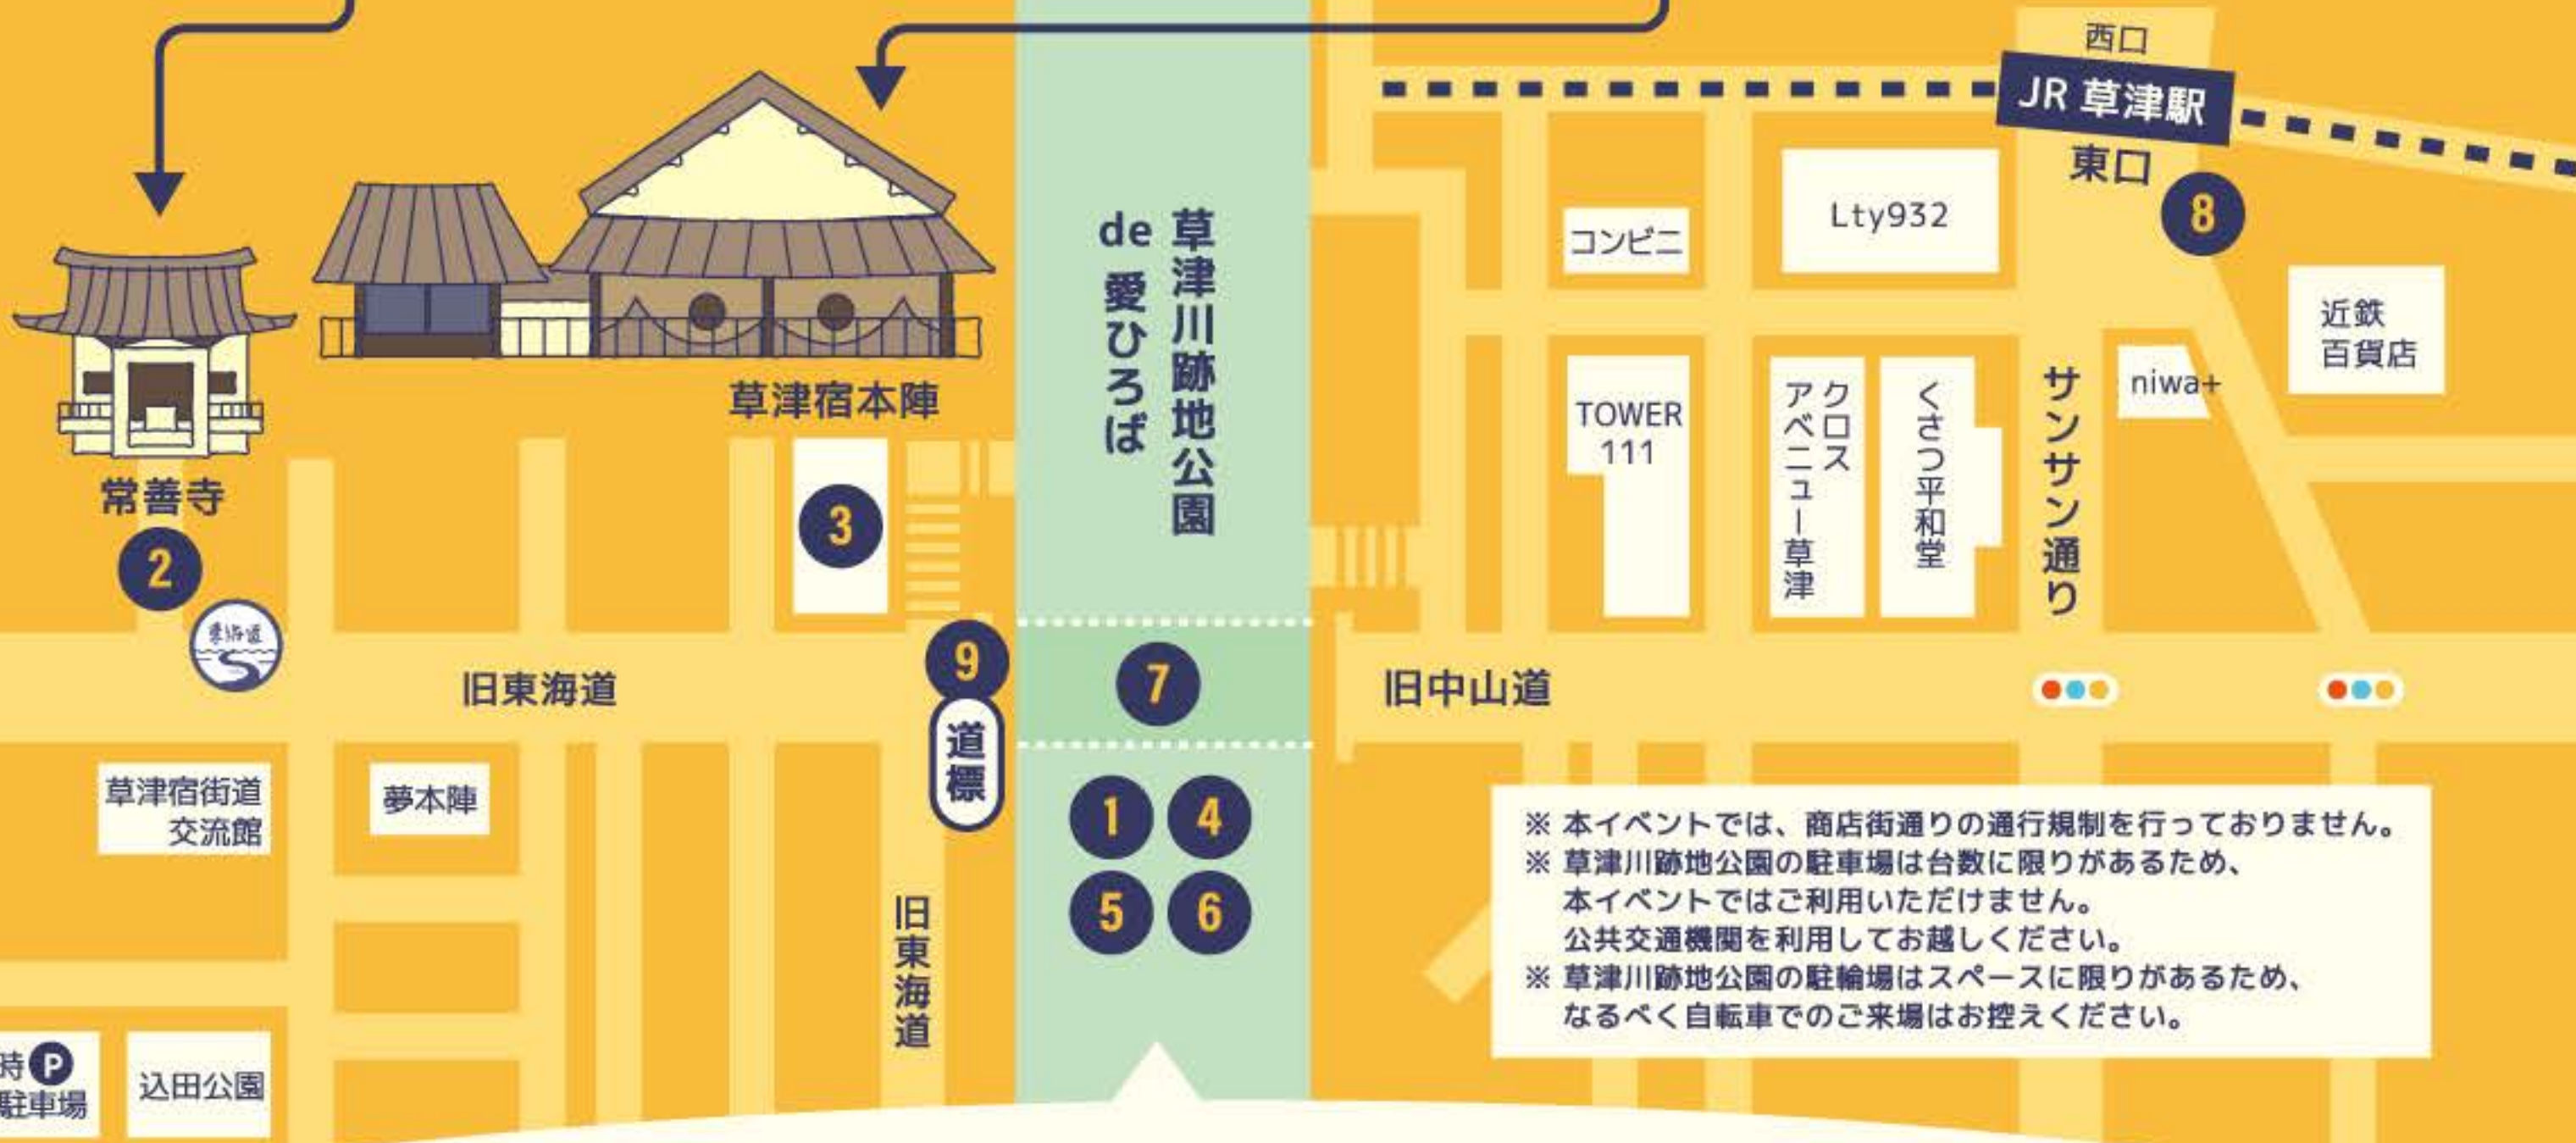 西口
JR 草津駅
東口
8
コンビニ
Lty932
近鉄
百貨店
niwa+
TOWER
111
クロス
アベニュー草津
くさつ平和堂
サンサン通り
草津川跡地公園
de 愛ひろば
草津宿本陣
3
常善寺
2
東海道
旧東海道
9
道標
7
旧中山道
草津宿街道
交流館
夢本陣
1
4
5
6
旧東海道
時P
駐車場
込田公園
※ 本イベントでは、商店街通りの通行規制を行っておりません。
※ 草津川跡地公園の駐車場は台数に限りがあるため、
本イベントではご利用いただけません。
公共交通機関を利用してお越しください。
※ 草津川跡地公園の駐輪場はスペースに限りがあるため、
なるべく自転車でのご来場はお控えください。